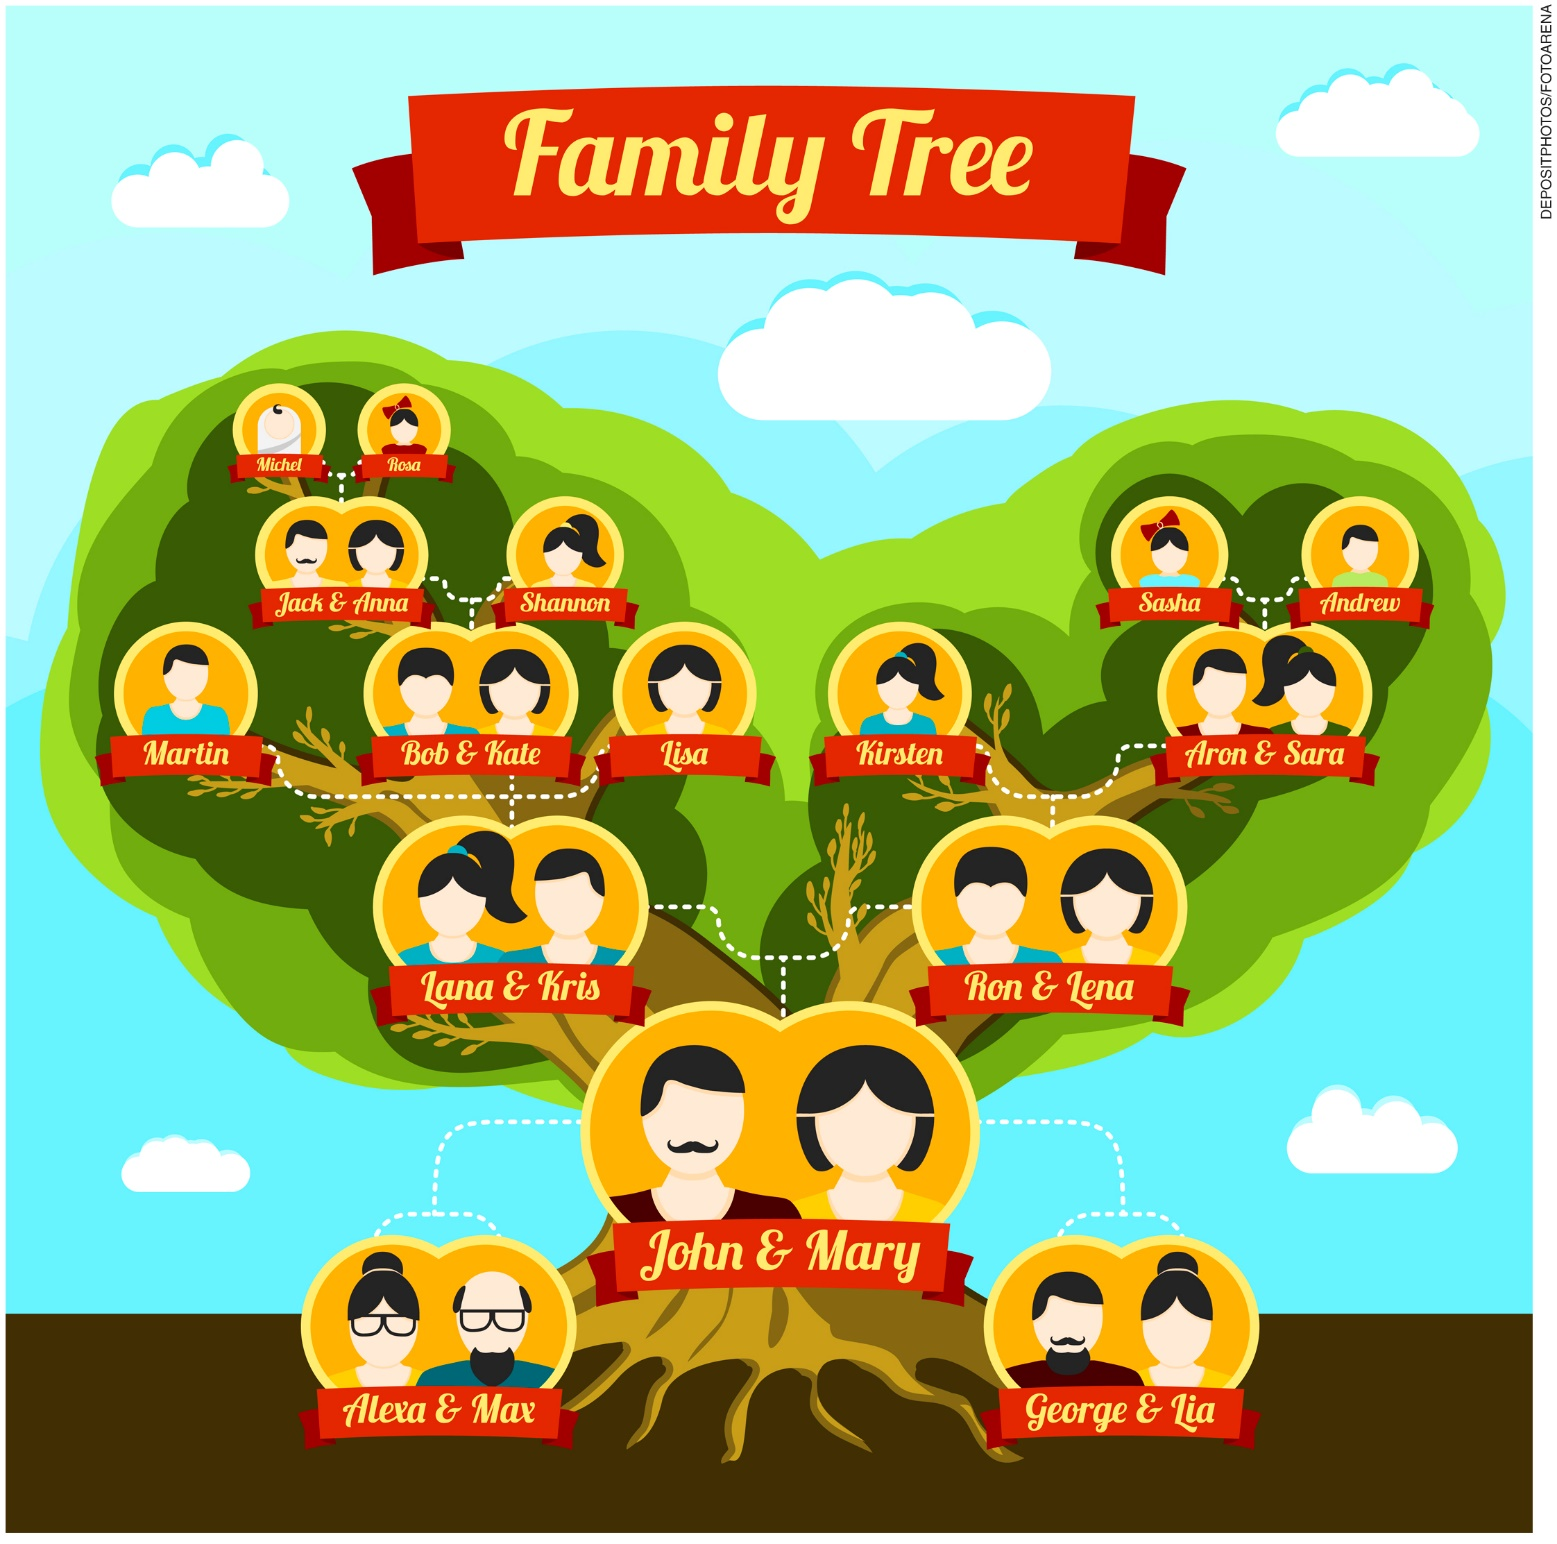 DEPOSITPHOTOS/FOTOARENA
Family Tree
Michel
Rosa
Jack & Anna
Shannon
Sasha
Andrew
Martin
Bob & Kate
Lisa
Kirsten
Aron & Sara
Lana & Kris
Ron & Lena
John & Mary
Alexa & Max
George & Lia